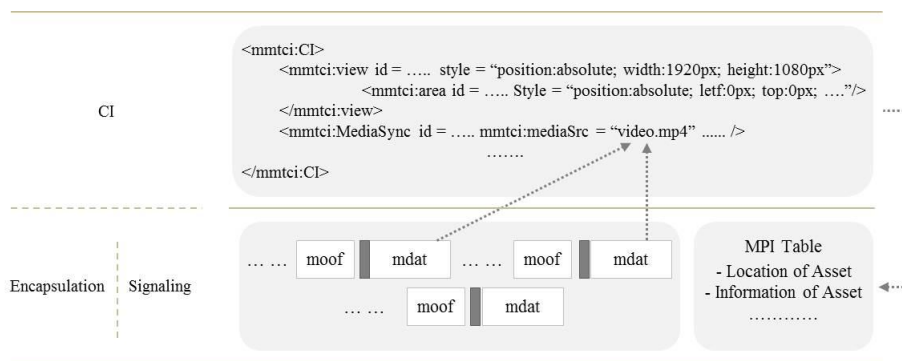 <mmtci:CI>
<mmtci:view id = ….. style = “position:absolute; width:1920px; height:1080px”>
<mmtci:area id = ….. Style = “position:absolute; letf:0px; top:0px; ….”/>
</mmtci:view>
<mmtci:MediaSync id = ….. mmtci:mediaSrc = “video.mp4” ...... />
…….
</mmtci:CI>
CI
Encapsulation
Signaling
… … moof mdat … … moof mdat
… … moof mdat
MPI Table
- Location of Asset
- Information of Asset
…………